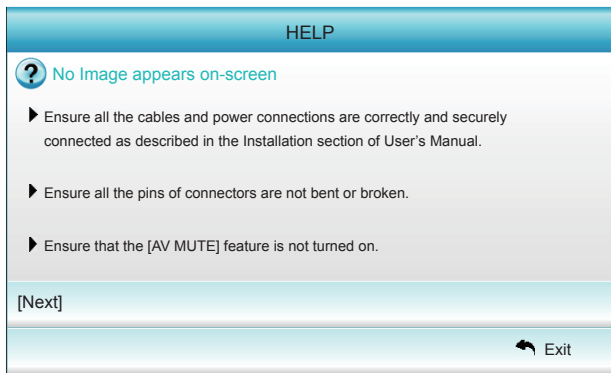 HELP
? No Image appears on-screen
Ensure all the cables and power connections are correctly and securely
connected as described in the Installation section of User's Manual.
Ensure all the pins of connectors are not bent or broken.
Ensure that the [AV MUTE] feature is not turned on.
[Next]
Exit